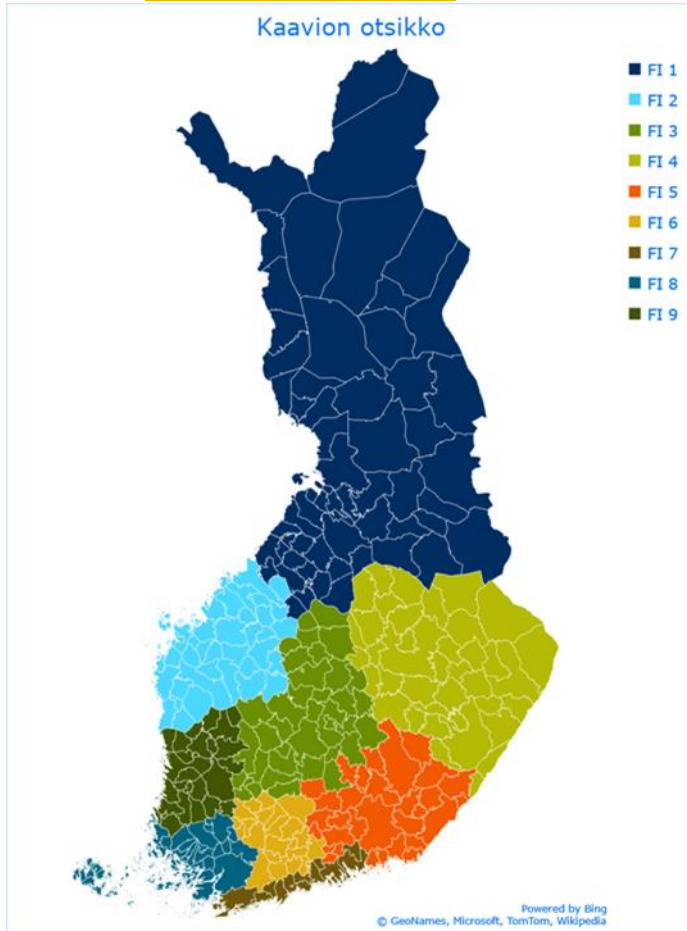 Kaavion otsikko
FI 1
FI 2
FI 3
FI 4
FI 5
FI 6
FI 7
FI 8
FI 9
Powered by Bing
© GeoNames, Microsoft, TomTom, Wikipedia